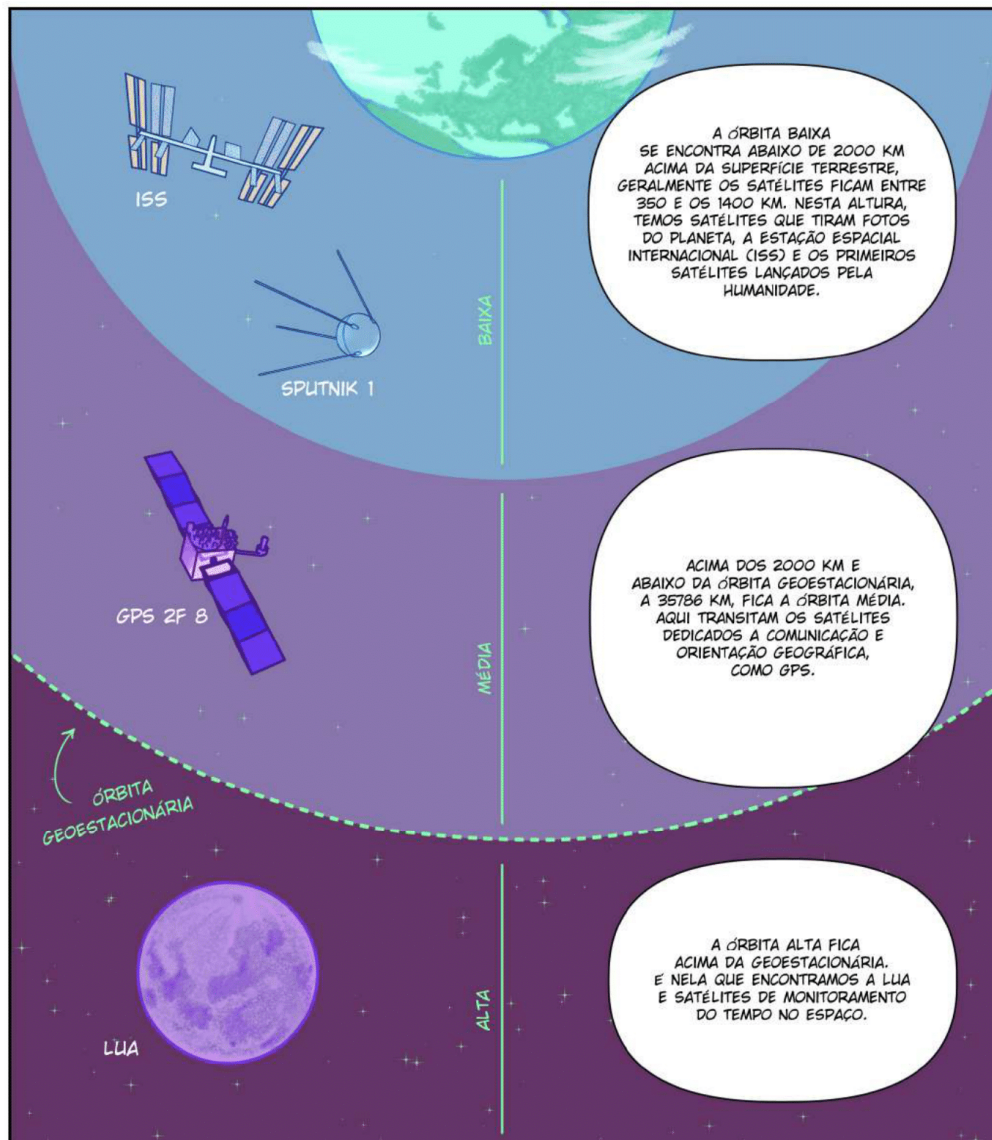 A ÓRBITA BAIXA
SE ENCONTRA ABAIXO DE 2000 KM
ACIMA DA SUPERFÍCIE TERRESTRE,
GERALMENTE OS SATÉLITES FICAM ENTRE
350 E OS 1400 KM. NESTA ALTURA,
TEMOS SATÉLITES QUE TIRAM FOTOS
DO PLANETA, A ESTAÇÃO ESPACIAL
INTERNACIONAL (ISS) E OS PRIMEIROS
SATÉLITES LANÇADOS PELA
HUMANIDADE.
ISS
SPUTNIK 1
BAIXA
ACIMA DOS 2000 KM E
ABAIXO DA ÓRBITA GEOESTACIONÁRIA,
A 35786 KM, FICA A ÓRBITA MÉDIA.
AQUI TRANSITAM OS SATÉLITES
DEDICADOS A COMUNICAÇÃO E
ORIENTAÇÃO GEOGRÁFICA,
COMO GPS.
GPS 2F 8
MÉDIA
ÓRBITA
GEOESTACIONÁRIA
A ÓRBITA ALTA FICA
ACIMA DA GEOESTACIONÁRIA.
E NELA QUE ENCONTRAMOS A LUA
E SATÉLITES DE MONITORAMENTO
DO TEMPO NO ESPAÇO.
LUA
ALTA